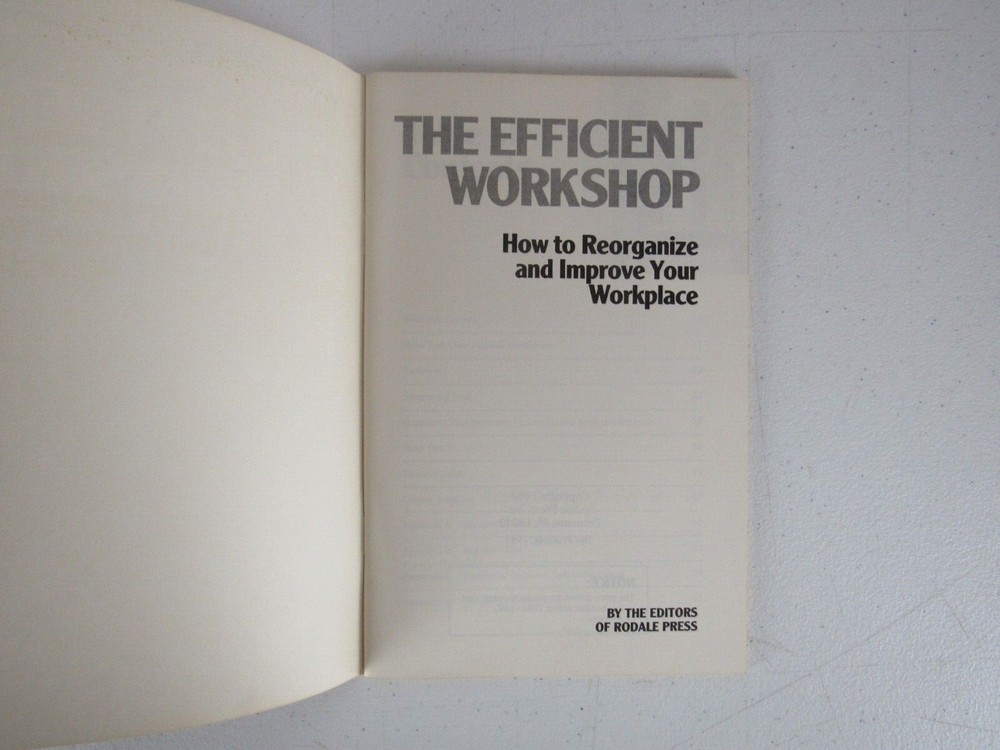 THE EFFICIENT
WORKSHOP
How to Reorganize
and Improve Your
Workplace
BY THE EDITORS
OF RODALE PRESS